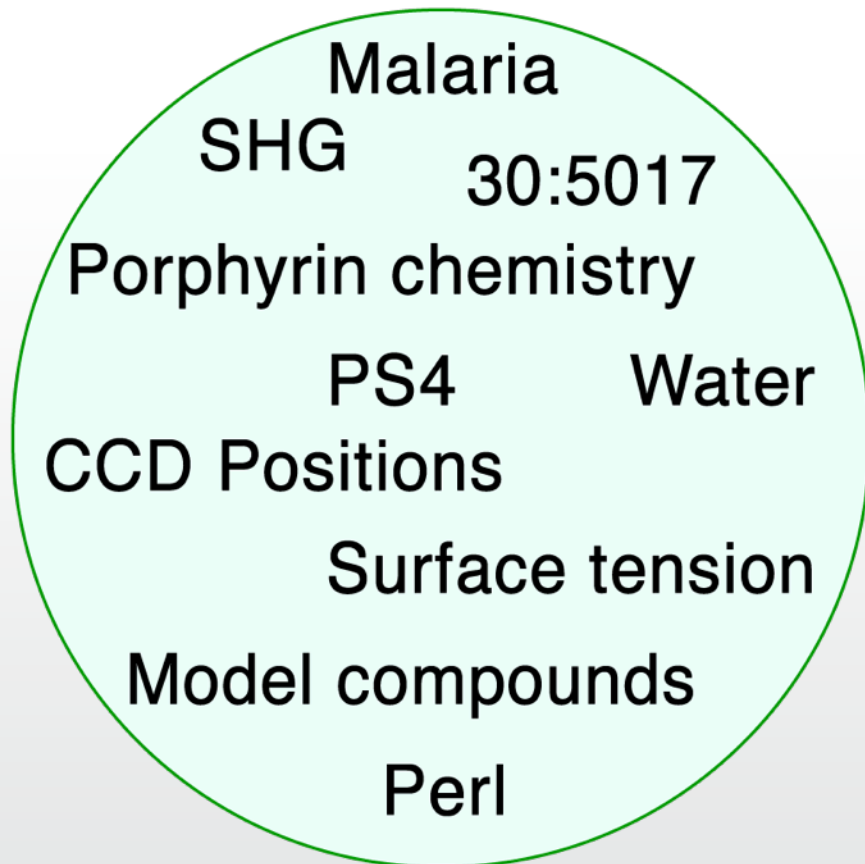 Malaria
SHG
30:5017
Porphyrin chemistry
PS4
Water
CCD Positions
Surface tension
Model compounds
Perl